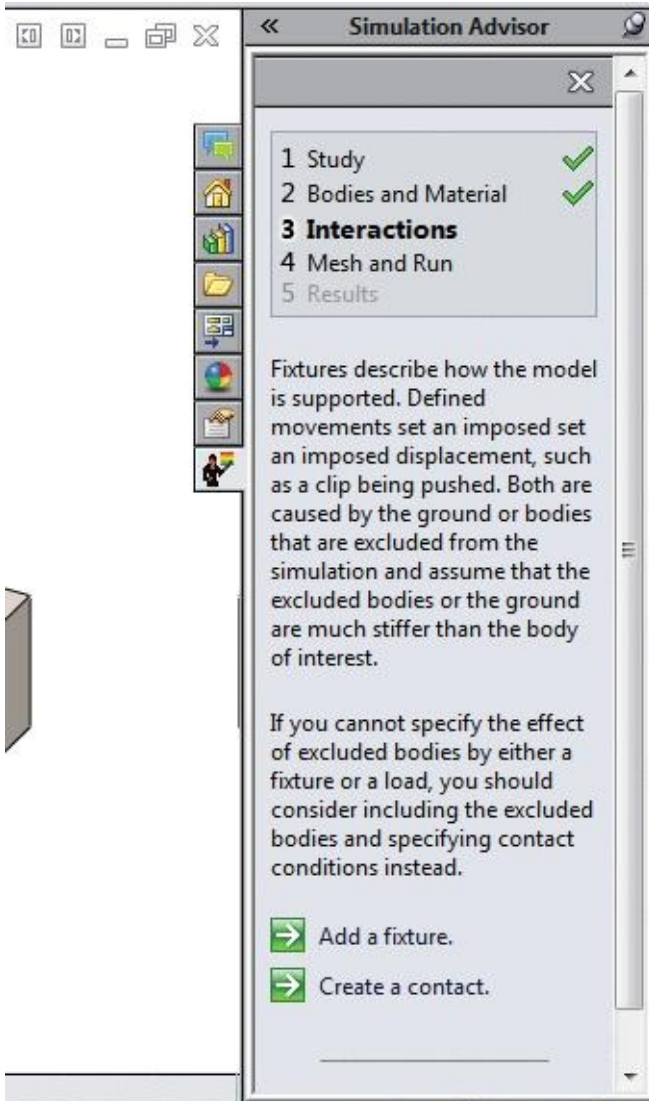 Simulation Advisor
1 Study
2 Bodies and Material
3 Interactions
4 Mesh and Run
5 Results
Fixtures describe how the model
is supported. Defined
movements set an imposed set
an imposed displacement, such
as a clip being pushed. Both are
caused by the ground or bodies
that are excluded from the
simulation and assume that the
excluded bodies or the ground
are much stiffer than the body
of interest.
If you cannot specify the effect
of excluded bodies by either a
fixture or a load, you should
consider including the excluded
bodies and specifying contact
conditions instead.
Add a fixture.
Create a contact.